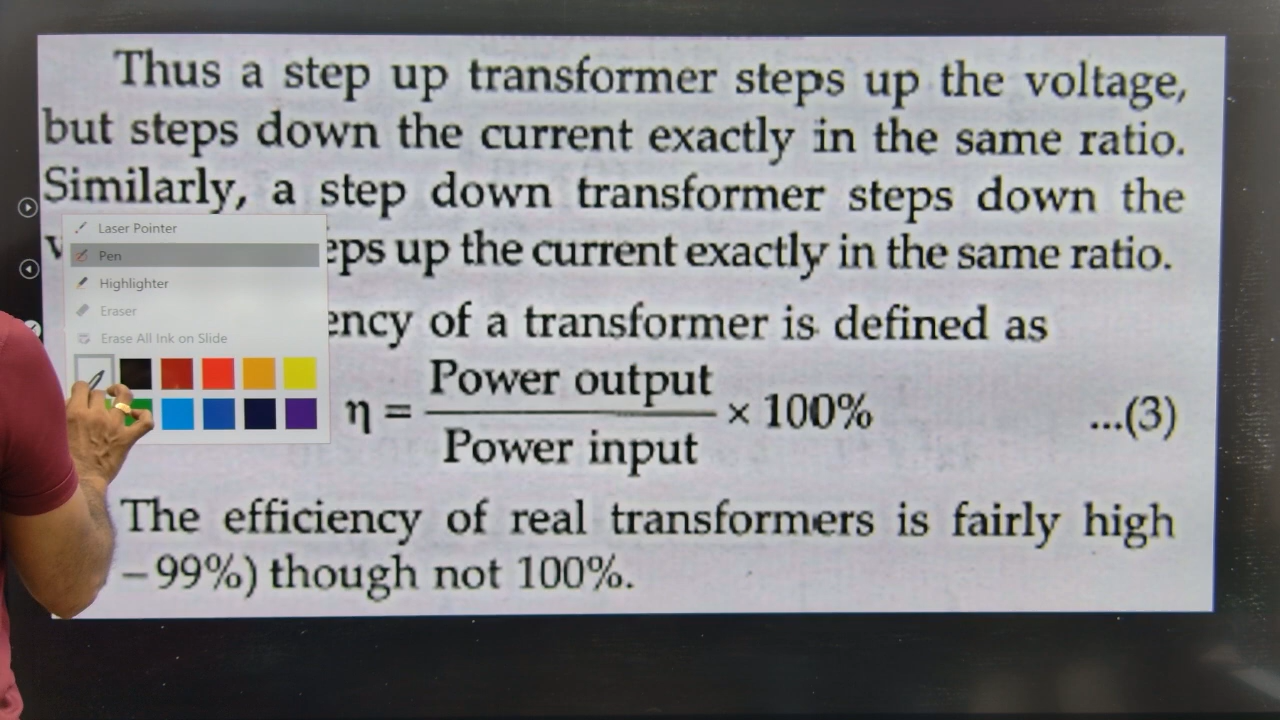 Thus a step up transformer steps up the voltage,
but steps down the current exactly in the same ratio.
Similarly, a step down transformer steps down the
eps up the current exactly in the same ratio.
Laser Pointer
Pen
Highlighter
Eraser
Erase All Ink on Slide
ency of a transformer is defined as
η = Power output / Power input × 100% ...(3)
The efficiency of real transformers is fairly high
– 99%) though not 100%.